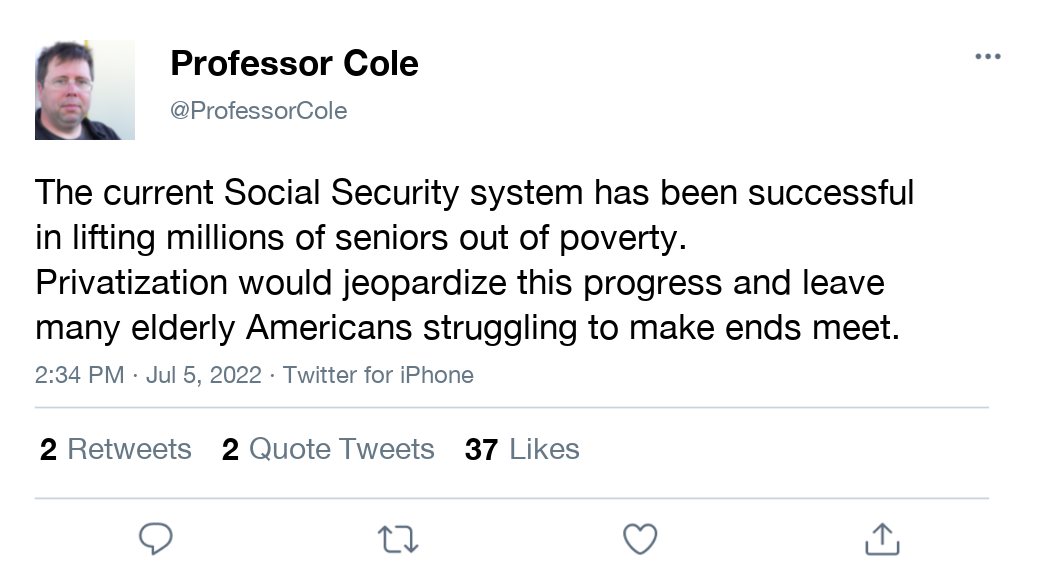 Professor Cole
@ProfessorCole
The current Social Security system has been successful
in lifting millions of seniors out of poverty.
Privatization would jeopardize this progress and leave
many elderly Americans struggling to make ends meet.
2:34 PM · Jul 5, 2022 · Twitter for iPhone
2 Retweets 2 Quote Tweets 37 Likes